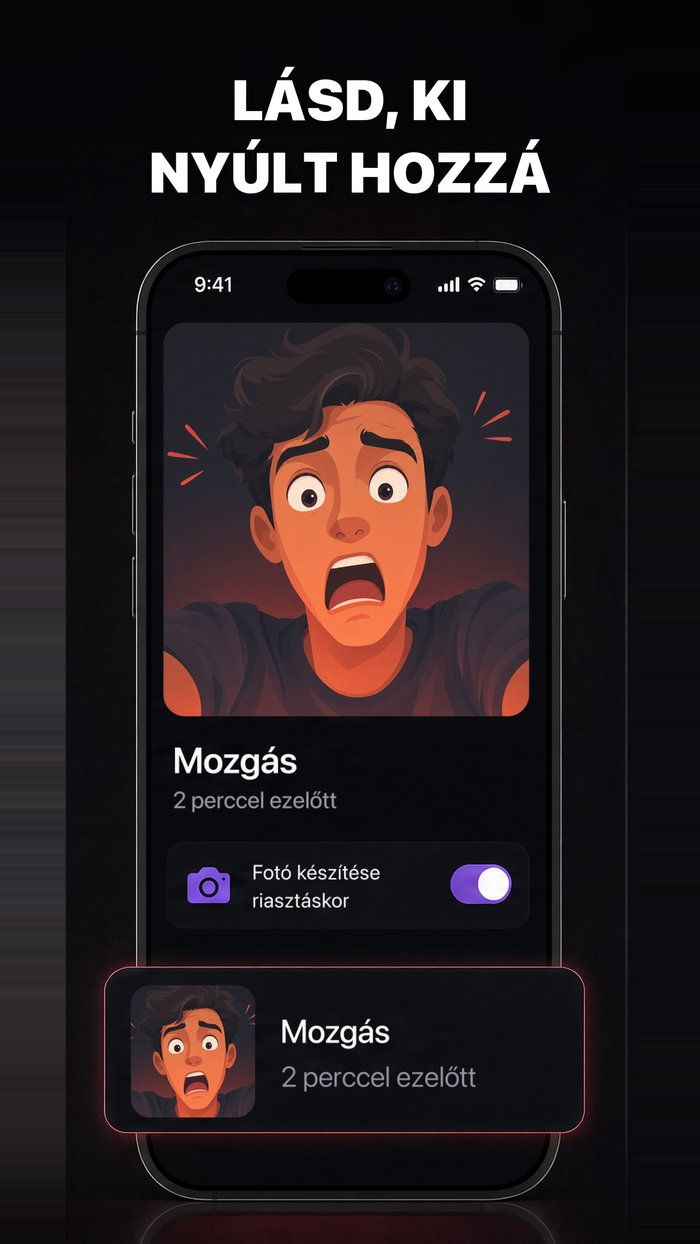 LÁSD, KI
NYÚLT HOZZÁ
9:41
Mozgás
2 perccel ezelőtt
Fotó készítése
riasztáskor
Mozgás
2 perccel ezelőtt